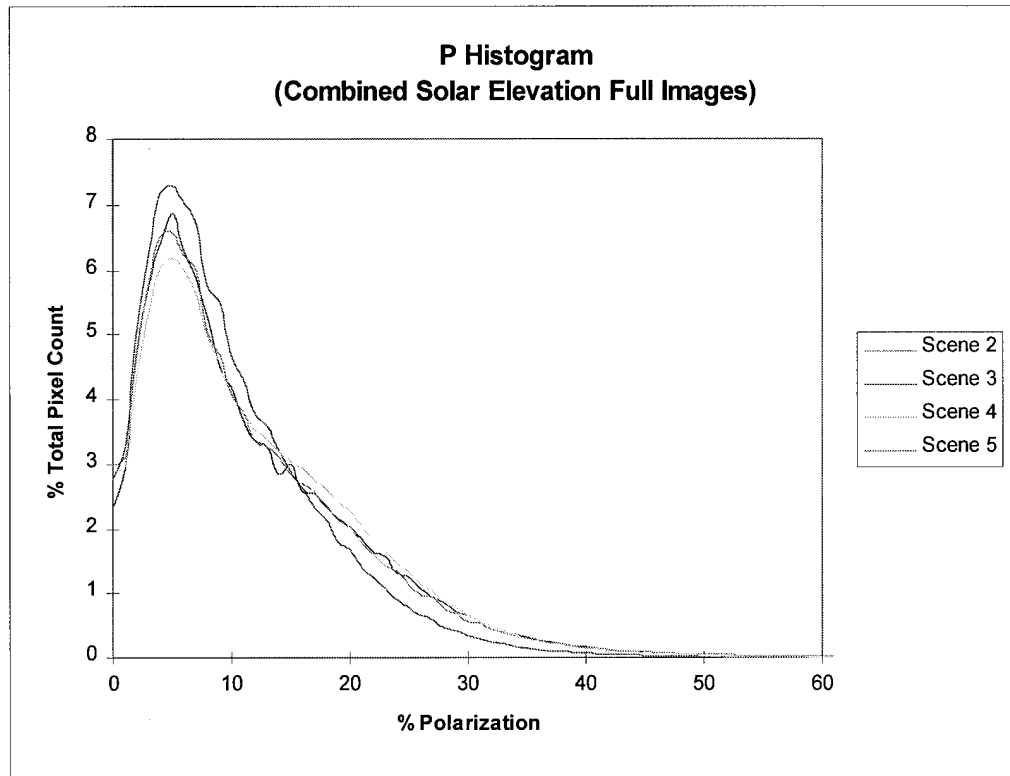 P Histogram
(Combined Solar Elevation Full Images)
8
7
6
5
4
3
2
1
0
% Total Pixel Count
0 10 20 30 40 50 60
% Polarization
Scene 2
Scene 3
Scene 4
Scene 5